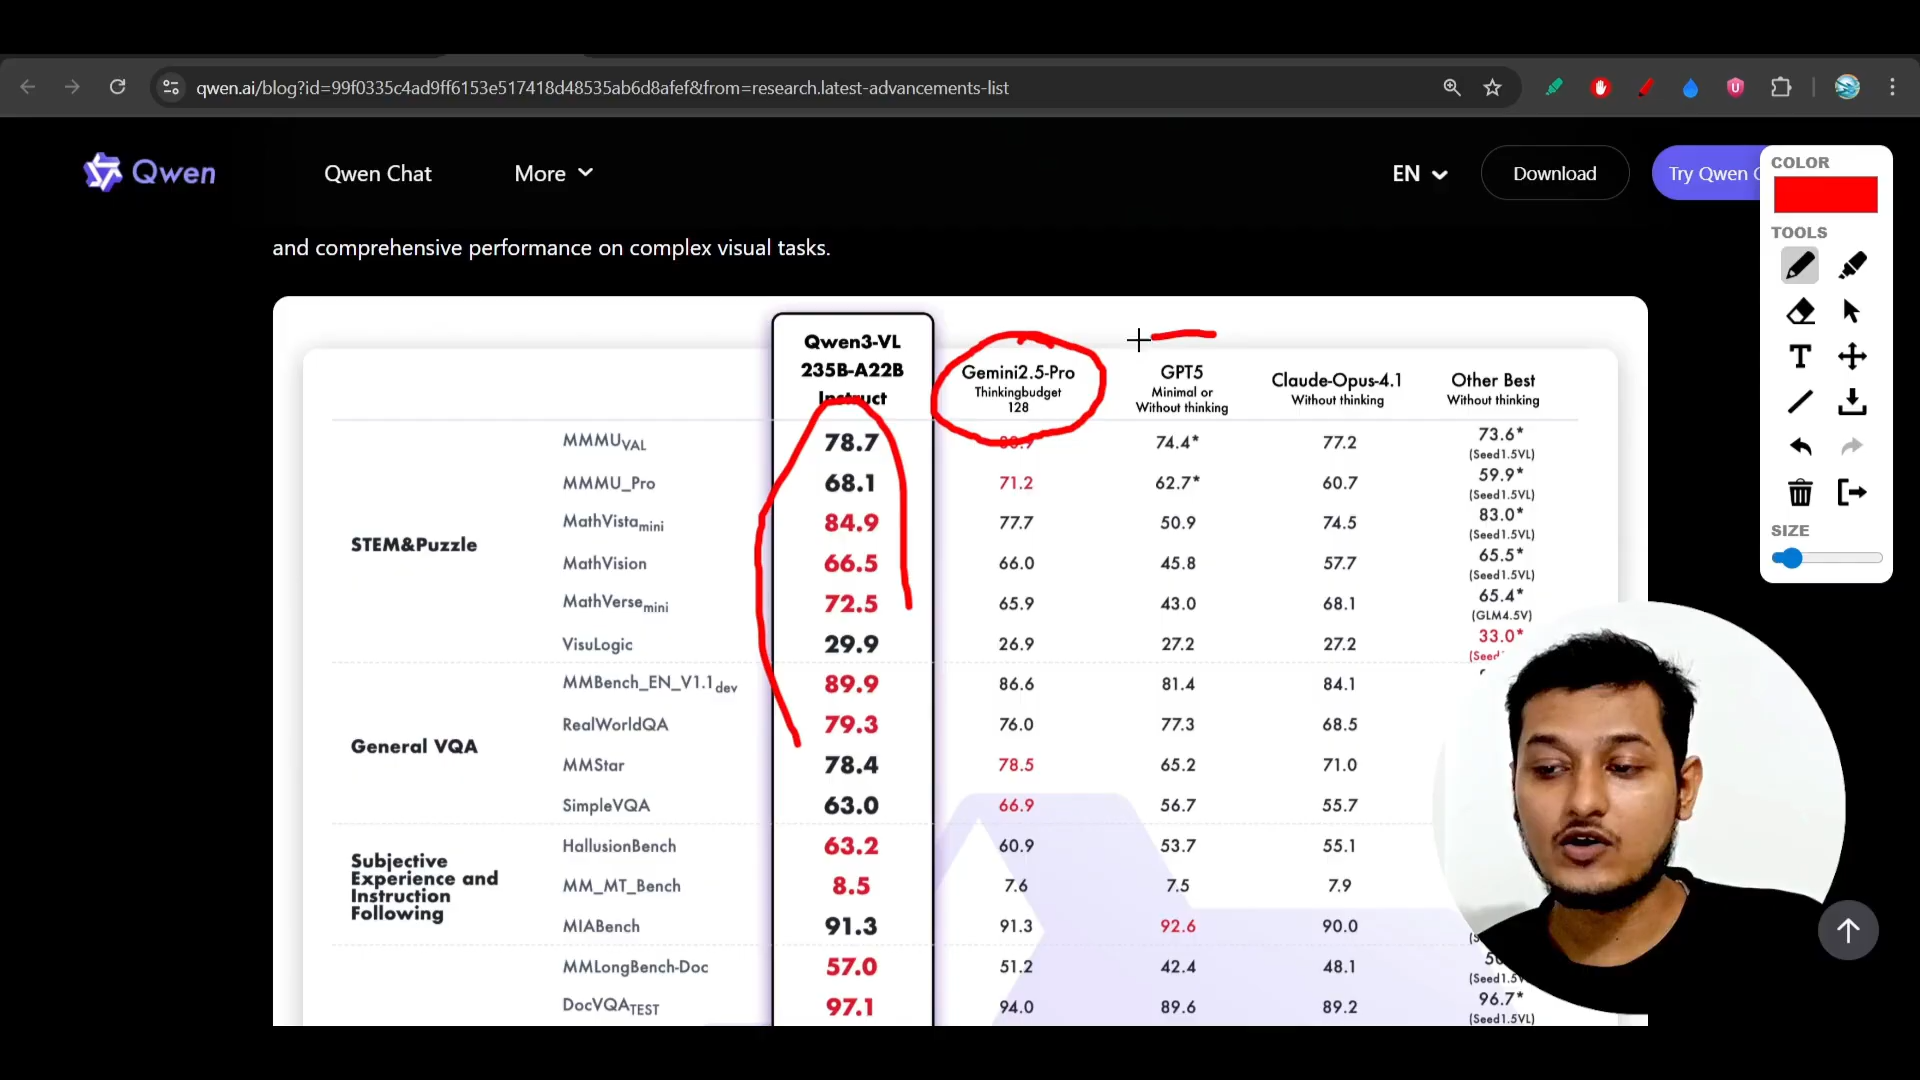 qwen.ai/blog?id=99f0335c4ad9ff6153e517418d48535ab6d8afef&from=research.latest-advancements-list
Qwen
Qwen Chat
More
EN
Download
Try Qwen
and comprehensive performance on complex visual tasks.
COLOR
TOOLS
SIZE
Qwen3-VL
235B-A22B
Instruct
Gemini2.5-Pro
Thinkingbudget
128
GPT5
Minimal or
Without thinking
Claude-Opus-4.1
Without thinking
Other Best
Without thinking
STEM&Puzzle
MMMU VAL 78.7 74.4* 77.2 73.6*
(Seed1.5VL)
MMMU_Pro 68.1 71.2 62.7* 60.7 59.9*
(Seed1.5VL)
MathVista mini 84.9 77.7 50.9 74.5 83.0*
(Seed1.5VL)
MathVision 66.5 66.0 45.8 57.7 65.5*
(Seed1.5VL)
MathVerse mini 72.5 65.9 43.0 68.1 65.4*
(GLM4.5V)
VisuLogic 29.9 26.9 27.2 27.2 33.0*
General VQA
MMBench_EN_V1.1 dev 89.9 86.6 81.4 84.1
RealWorldQA 79.3 76.0 77.3 68.5
MMStar 78.4 78.5 65.2 71.0
SimpleVQA 63.0 66.9 56.7 55.7
Subjective
Experience and
Instruction
Following
HallusionBench 63.2 60.9 53.7 55.1
MM_MT_Bench 8.5 7.6 7.5 7.9
MIABench 91.3 91.3 92.6 90.0
MMLongBench-Doc 57.0 51.2 42.4 48.1
DocVQA TEST 97.1 94.0 89.6 89.2 96.7*
(Seed1.5VL)